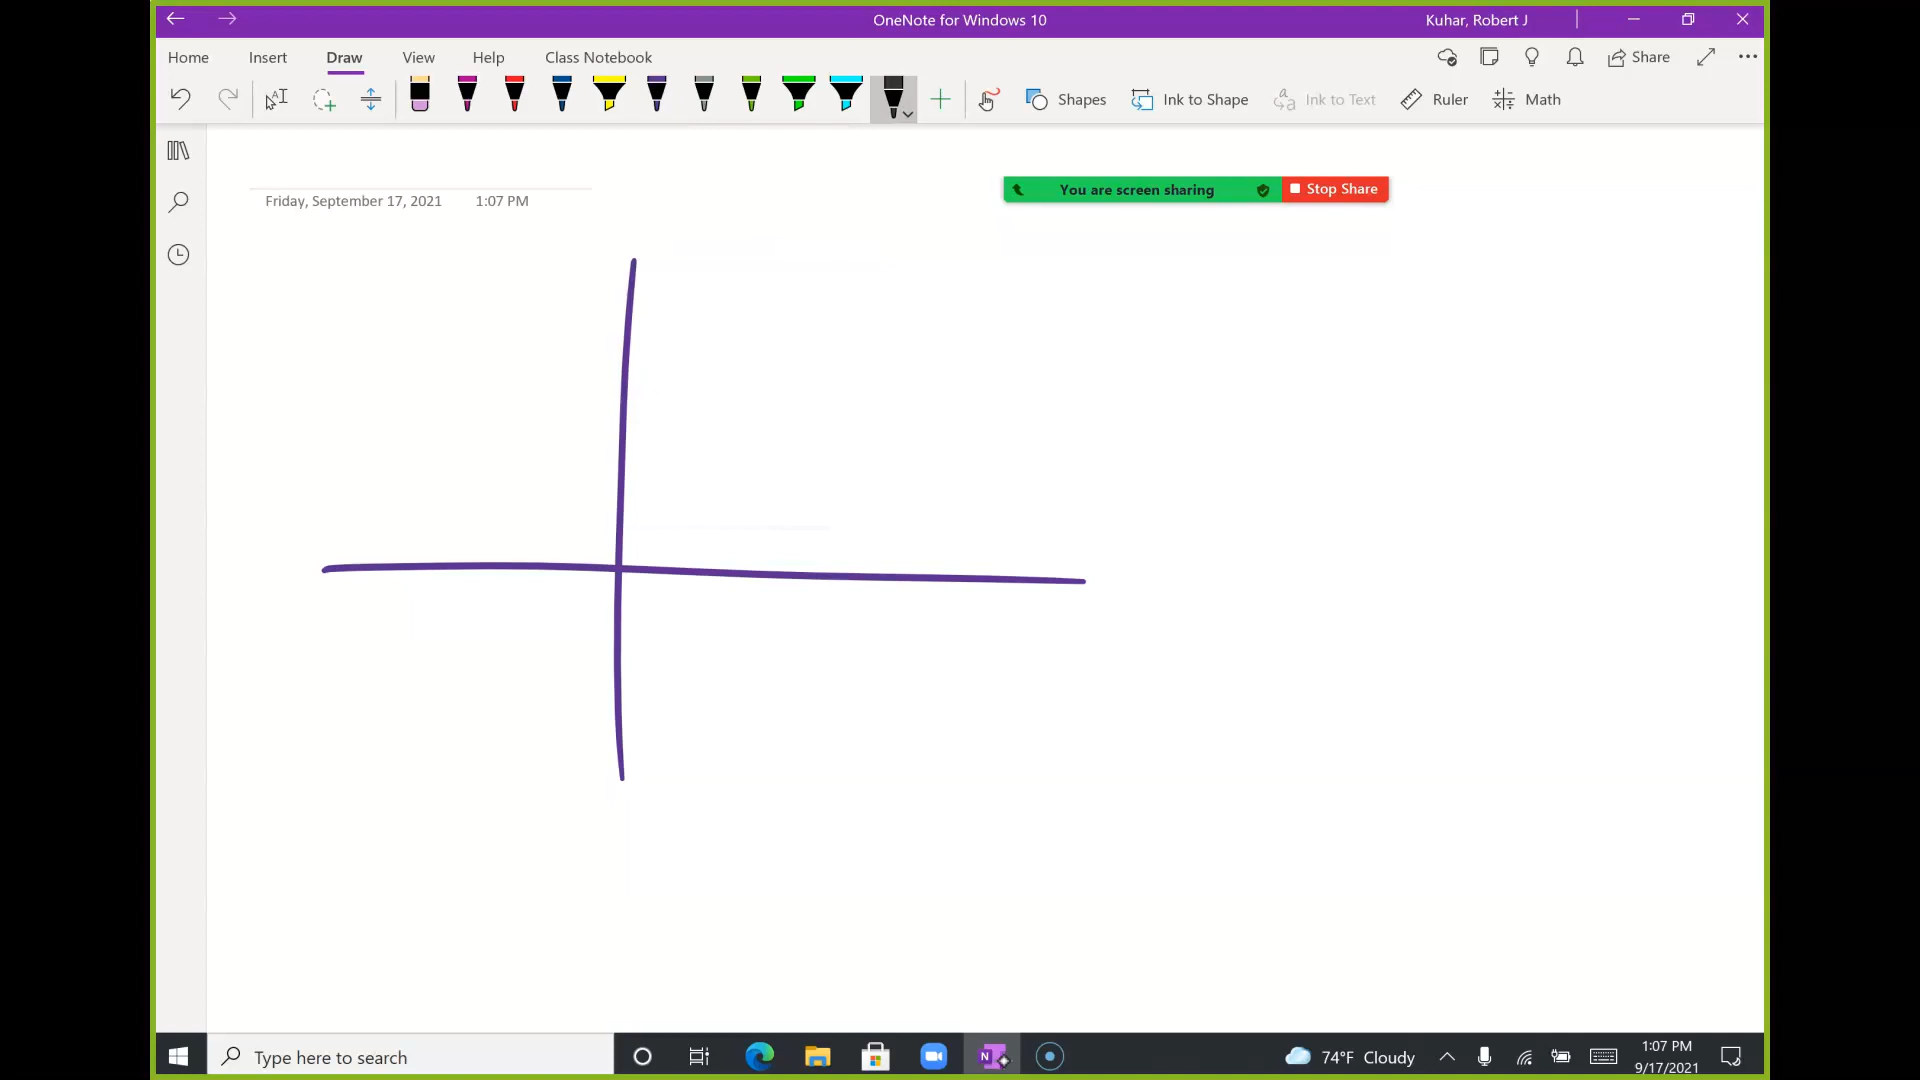 OneNote for Windows 10
Kuhar, Robert J
Home Insert Draw View Help Class Notebook Share
Shapes Ink to Shape Ink to Text Ruler Math
Friday, September 17, 2021 1:07 PM
You are screen sharing Stop Share
Type here to search
74°F Cloudy
1:07 PM
9/17/2021